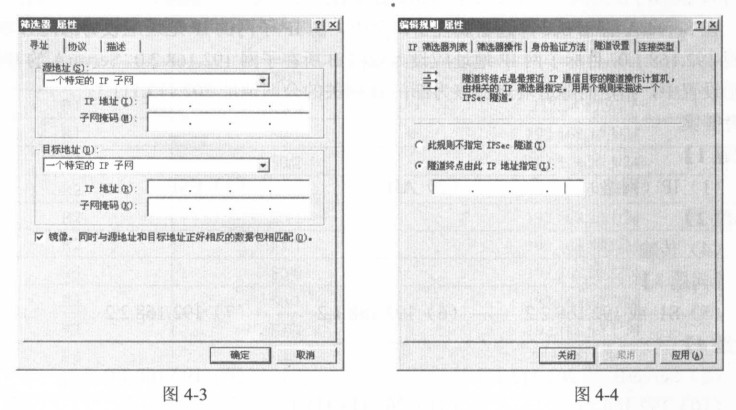 筛选器 属性
寻址
协议
描述
源地址(S):
一个特定的 IP 子网
IP 地址(I):
子网掩码(M):
目标地址(D):
一个特定的 IP 子网
IP 地址(R):
子网掩码(K):
镜像。同时与源地址和目标地址正好相反的数据包相匹配(O)。
确定
取消
图 4-3
编辑规则 属性
IP 筛选器列表
筛选器操作
身份验证方法
隧道设置
连接类型
隧道终结点是最接近 IP 通信目标的隧道操作计算机，
由相关的 IP 筛选器指定。用两个规则来描述一个
IPSec 隧道。
此规则不指定 IPSec 隧道(T)
隧道终点由此 IP 地址指定(I):
关闭
取消
应用(A)
图 4-4